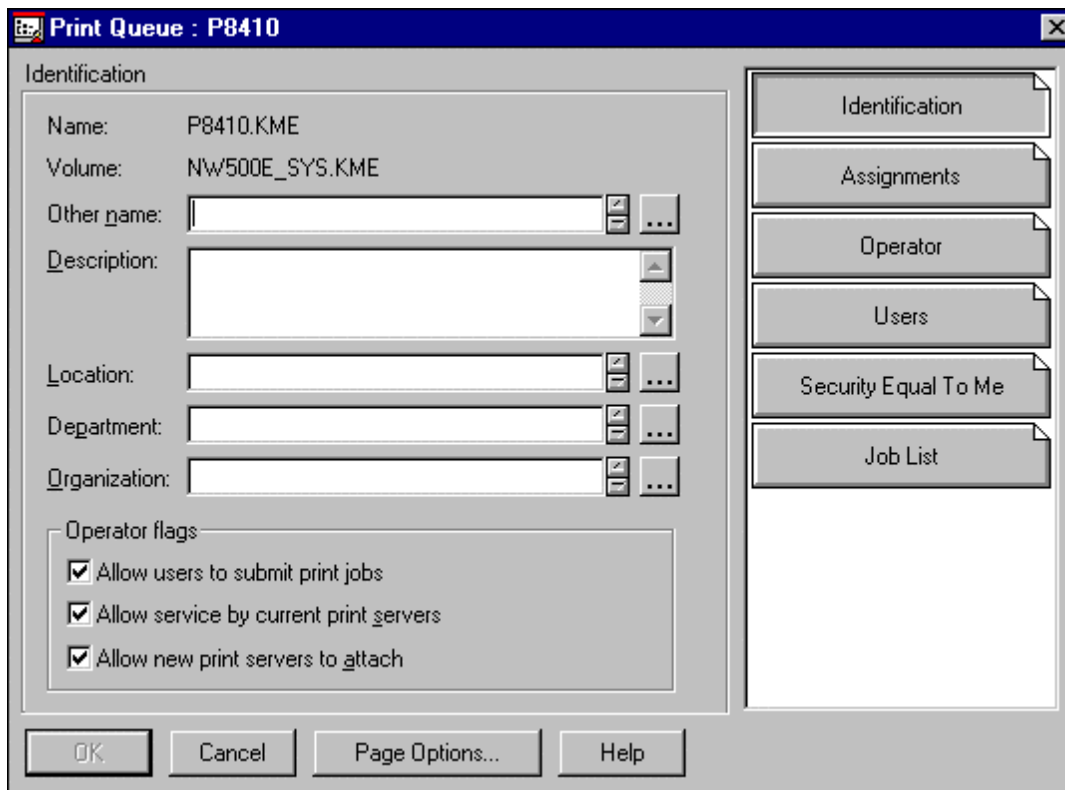 Print Queue : P8410
Identification
Name: P8410.KME
Volume: NW500E_SYS.KME
Other name:
...
Description:
Location:
...
Department:
...
Organization:
...
Operator flags
Allow users to submit print jobs
Allow service by current print servers
Allow new print servers to attach
OK
Cancel
Page Options...
Help
Identification
Assignments
Operator
Users
Security Equal To Me
Job List